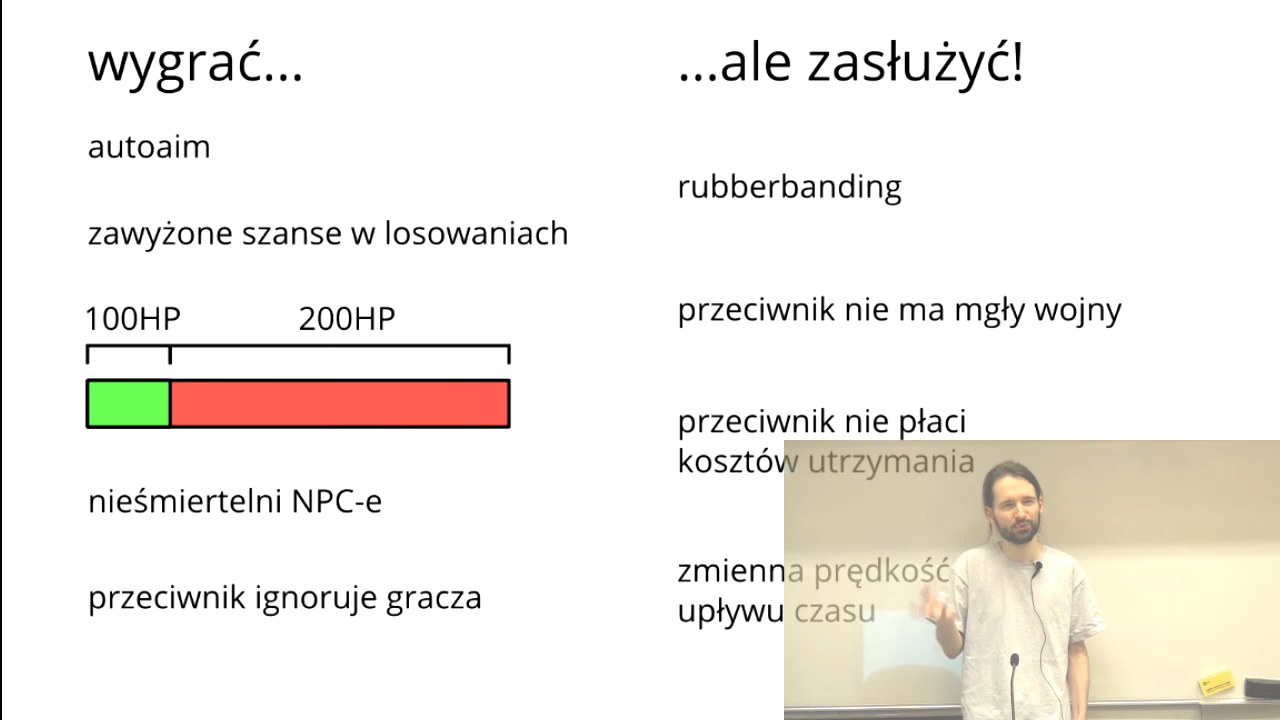 wygrać...
autoaim
zawyżone szanse w losowaniach
100HP 200HP
nieśmiertelni NPC-e
przeciwnik ignoruje gracza
...ale zasłużyć!
rubberbanding
przeciwnik nie ma mgły wojny
przeciwnik nie płaci
kosztów utrzymania
zmienna prędkość
upływu czasu